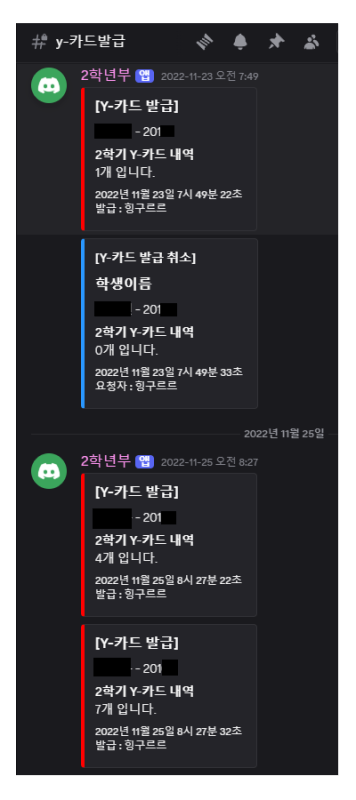 y-카드발급
2학년부 앱 2022-11-23 오전 7:49
[Y-카드 발급]
- 201
2학기 Y-카드 내역
1개 입니다.
2022년 11월 23일 7시 49분 22초
발급 : 힝구르르
[Y-카드 발급 취소]
학생이름
- 201
2학기 Y-카드 내역
0개 입니다.
2022년 11월 23일 7시 49분 33초
요청자 : 힝구르르
2022년 11월 25일
2학년부 앱 2022-11-25 오전 8:27
[Y-카드 발급]
- 201
2학기 Y-카드 내역
4개 입니다.
2022년 11월 25일 8시 27분 22초
발급 : 힝구르르
[Y-카드 발급]
- 201
2학기 Y-카드 내역
7개 입니다.
2022년 11월 25일 8시 27분 32초
발급 : 힝구르르